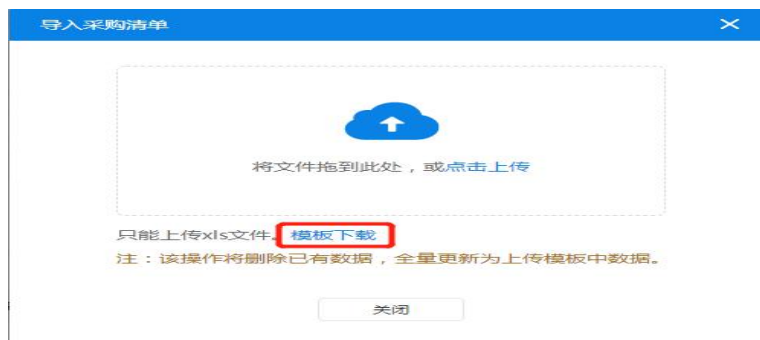 导入采购清单
将文件拖到此处，或点击上传
只能上传xls文件。模板下载
注：该操作将删除已有数据，全量更新为上传模板中数据。
关闭